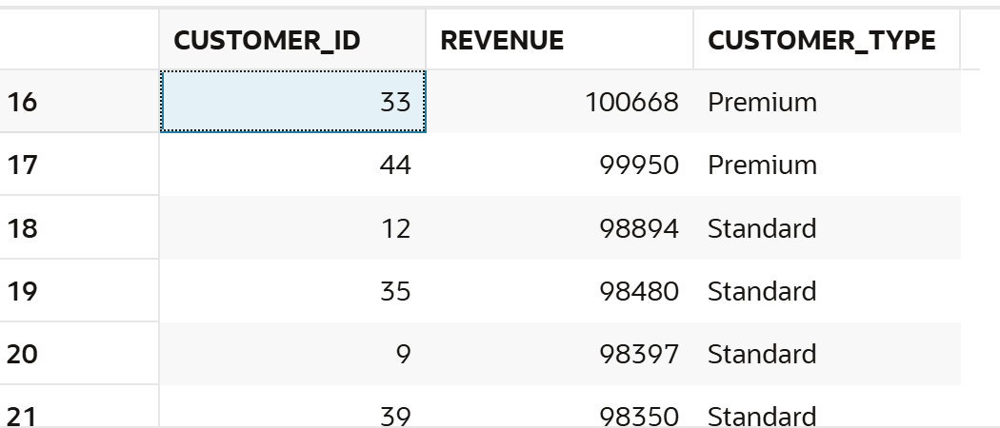 CUSTOMER_ID REVENUE CUSTOMER_TYPE
16 33 100668 Premium
17 44 99950 Premium
18 12 98894 Standard
19 35 98480 Standard
20 9 98397 Standard
21 39 98350 Standard